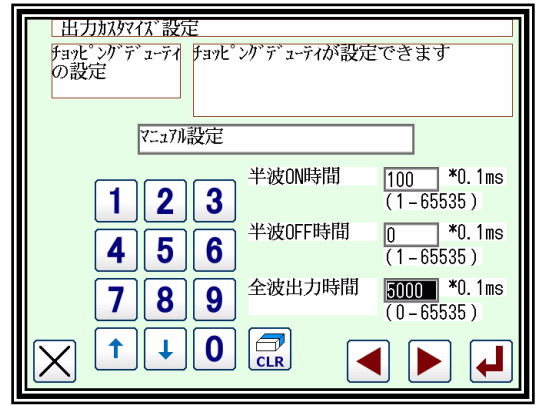 出力ｶｽﾀﾏｲｽﾞ設定
ﾁｮｯﾋﾟﾝｸﾞﾃﾞｭｰﾃｨ
の設定
ﾁｮｯﾋﾟﾝｸﾞﾃﾞｭｰﾃｨが設定できます
ﾏﾆｭｱﾙ設定
半波ON時間 100 *0.1ms
(1-65535)
半波OFF時間 0 *0.1ms
(1-65535)
全波出力時間 5000 *0.1ms
(0-65535)
1 2 3
4 5 6
7 8 9
↑ ↓ 0 CLR